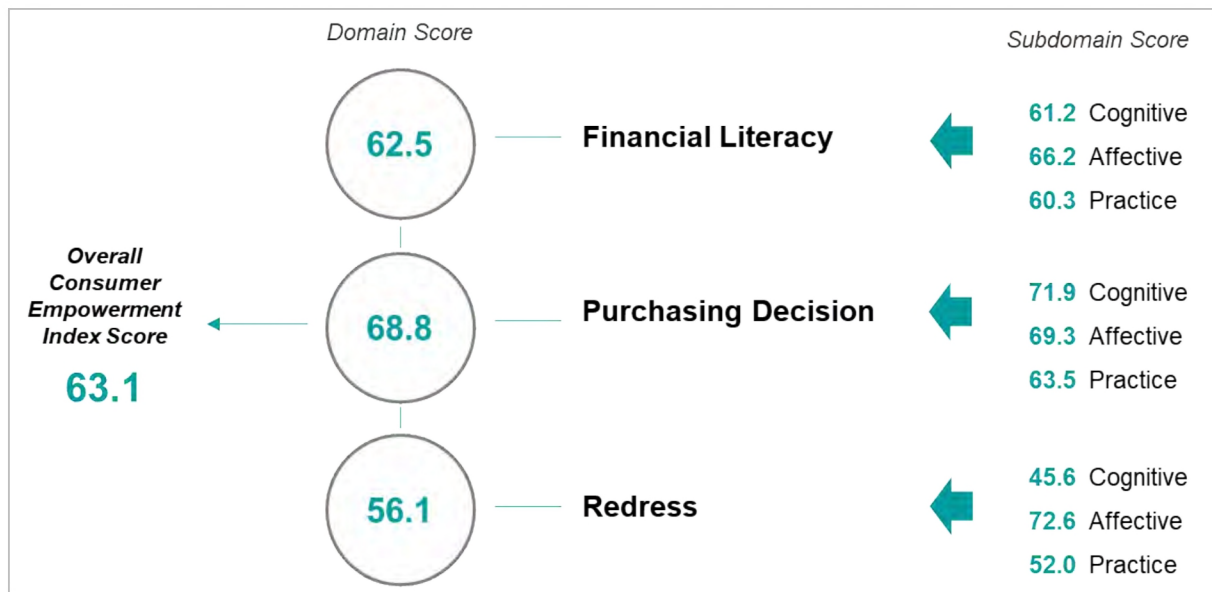 Domain Score
Subdomain Score
62.5
Financial Literacy
61.2 Cognitive
66.2 Affective
60.3 Practice
Overall
Consumer
Empowerment
Index Score
63.1
68.8
Purchasing Decision
71.9 Cognitive
69.3 Affective
63.5 Practice
56.1
Redress
45.6 Cognitive
72.6 Affective
52.0 Practice